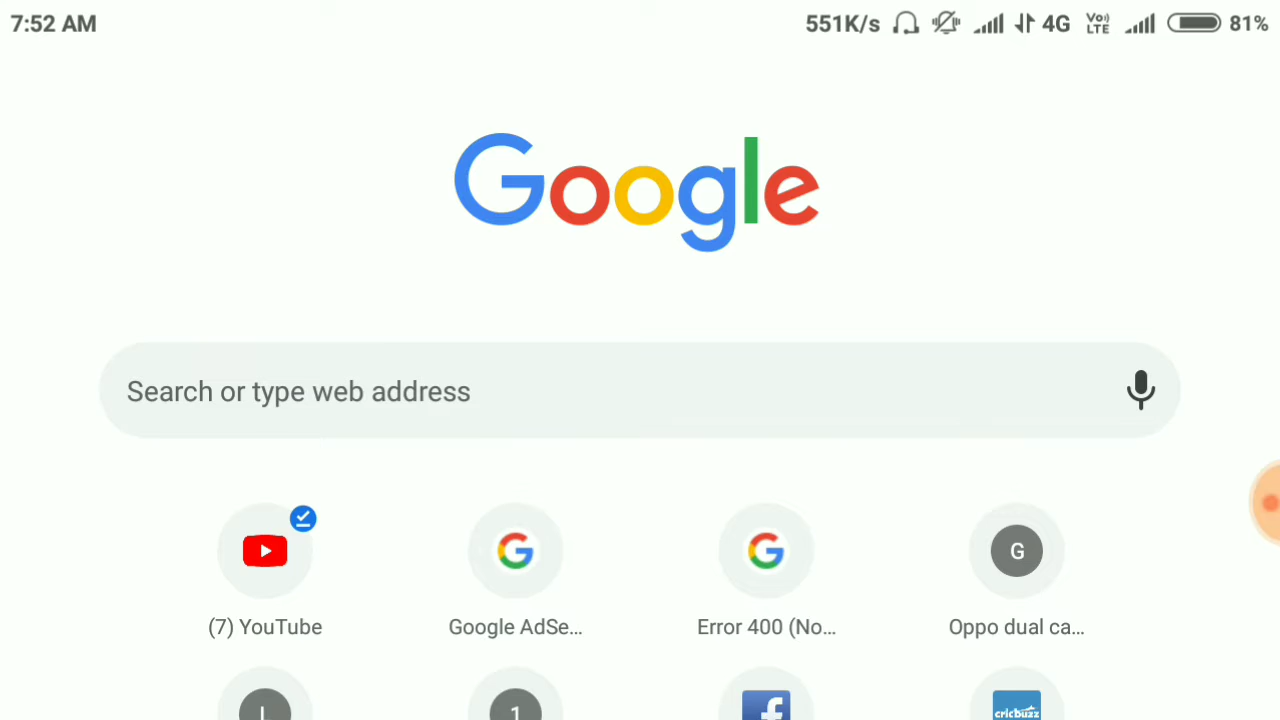 7:52 AM 551K/s 4G Vo) LTE 81%
Google
Search or type web address
(7) YouTube Google AdSe... Error 400 (No... Oppo dual ca...
G
L 1 f cricbuzz